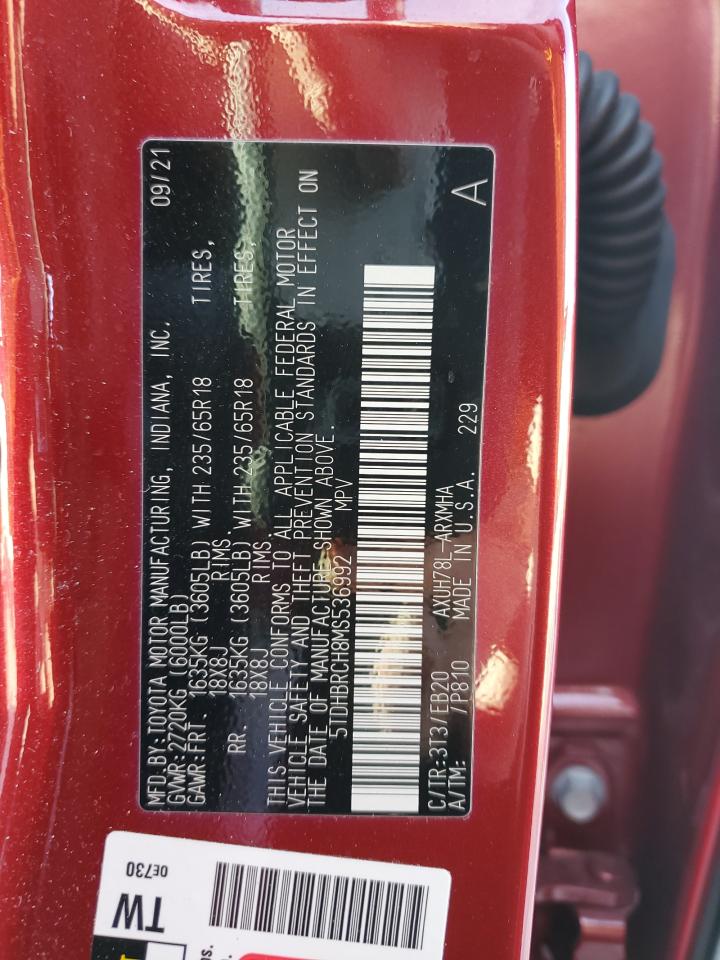 MFD.BY:TOYOTA MOTOR MANUFACTURING, INDIANA, INC. 09/21
GVWR:2720KG (6000LB)
GAWR:FRT. 1635KG (3605LB) WITH 235/65R18 TIRES,
18X8J RIMS
RR. 1635KG (3605LB) WITH 235/65R18 TIRES,
18X8J RIMS
THIS VEHICLE CONFORMS TO ALL APPLICABLE FEDERAL MOTOR
VEHICLE SAFETY AND THEFT PREVENTION STANDARDS IN EFFECT ON
THE DATE OF MANUFACTURE SHOWN ABOVE.
5TDHBRCH8MS536992 MPV
C/TR:3T3/EB20 AXUH78L-ARXMHA A
A/TM: /P810 MADE IN U.S.A. 229
0E730
TW